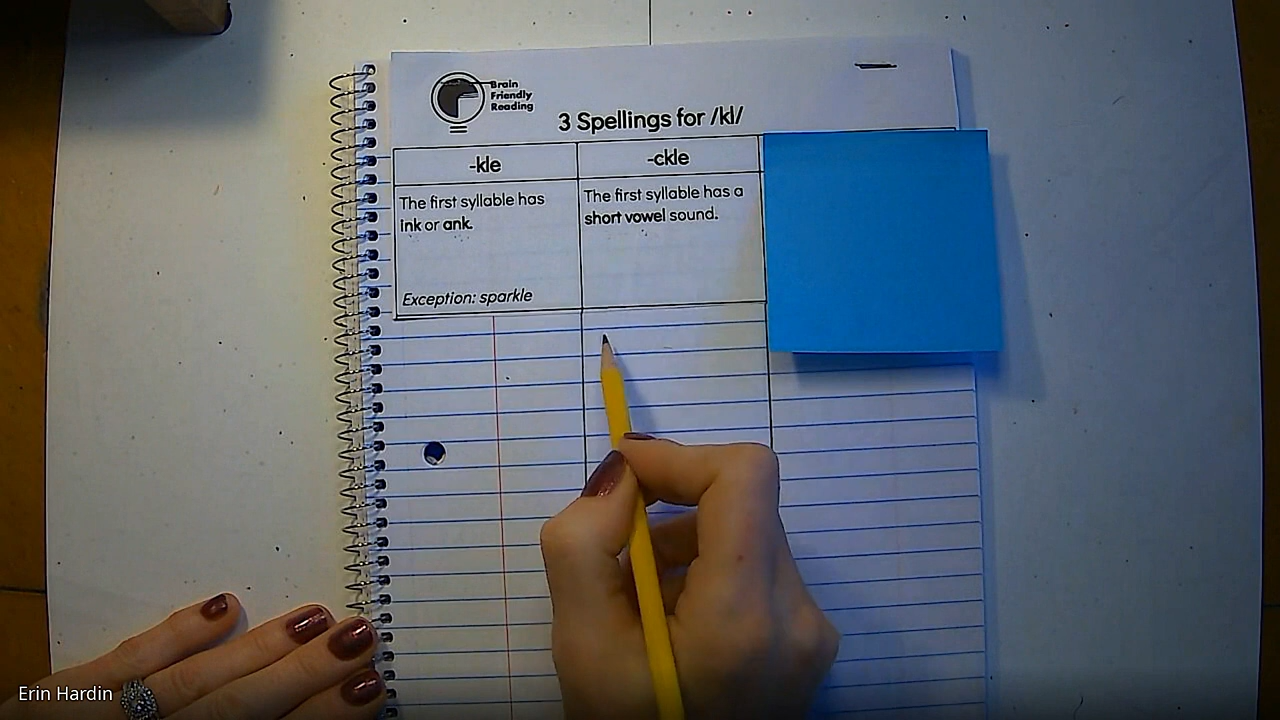 Brain
Friendly
Reading
3 Spellings for /kl/
-kle
-ckle
The first syllable has
ink or ank.
Exception: sparkle
The first syllable has a
short vowel sound.
Erin Hardin